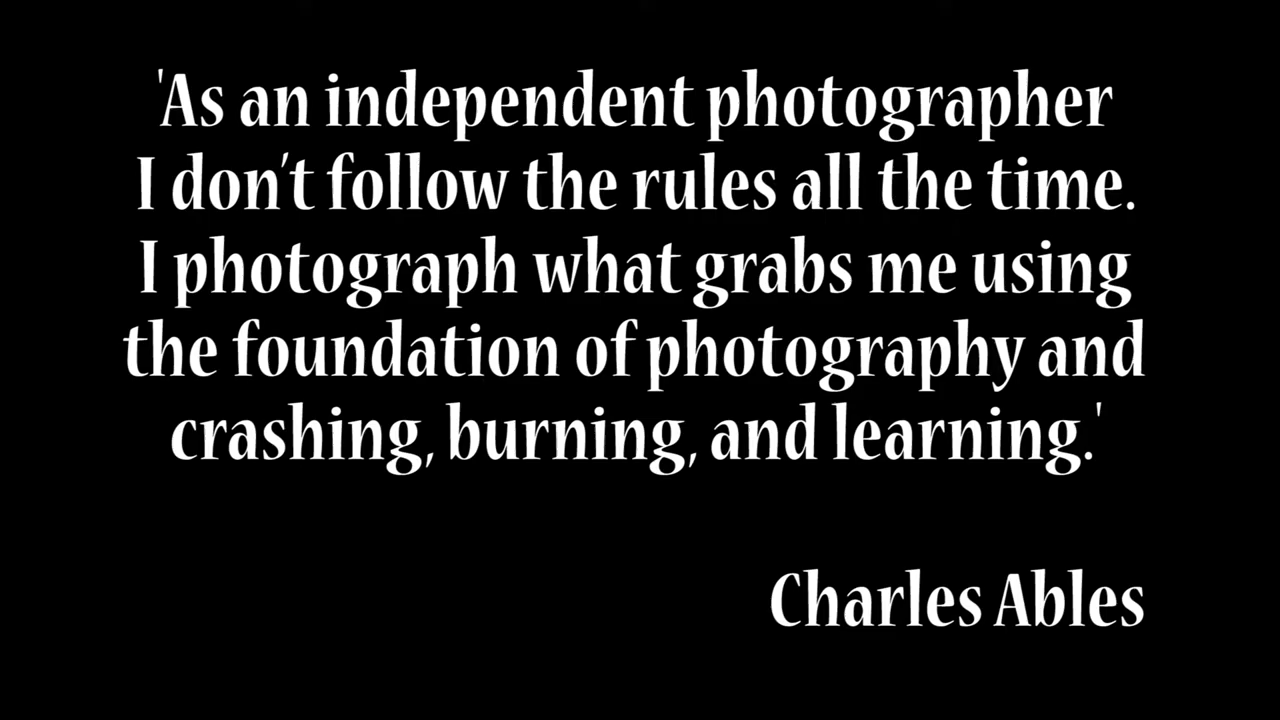 'As an independent photographer
I don't follow the rules all the time.
I photograph what grabs me using
the foundation of photography and
crashing, burning, and learning.'
Charles Ables